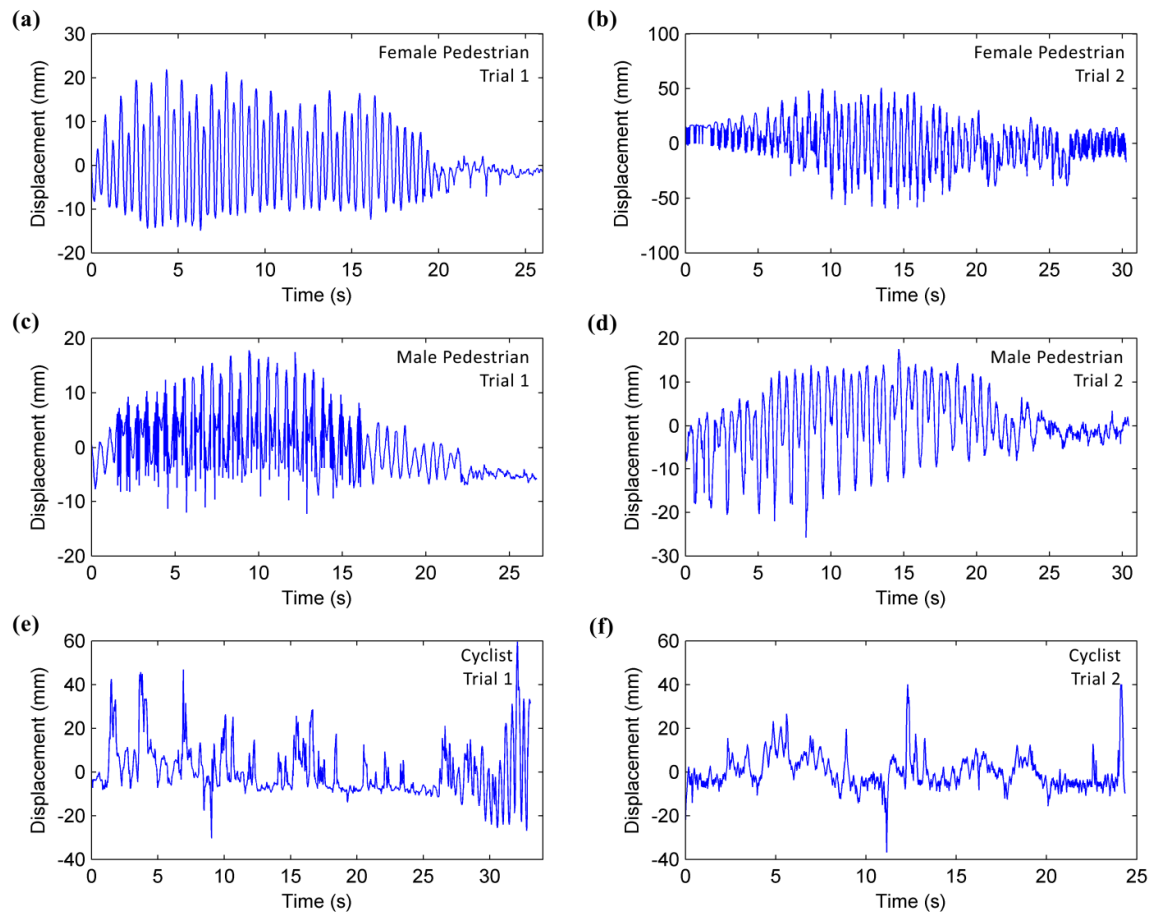 (a)
Female Pedestrian
Trial 1
Displacement (mm)
30
20
10
0
-10
-20
0 5 10 15 20 25
Time (s)
(b)
Female Pedestrian
Trial 2
Displacement (mm)
100
50
0
-50
-100
0 5 10 15 20 25 30
Time (s)
(c)
Male Pedestrian
Trial 1
Displacement (mm)
20
10
0
-10
-20
0 5 10 15 20 25
Time (s)
(d)
Male Pedestrian
Trial 2
Displacement (mm)
20
10
0
-10
-20
-30
0 5 10 15 20 25 30
Time (s)
(e)
Cyclist
Trial 1
Displacement (mm)
60
40
20
0
-20
-40
0 5 10 15 20 25 30
Time (s)
(f)
Cyclist
Trial 2
Displacement (mm)
60
40
20
0
-20
-40
0 5 10 15 20 25
Time (s)